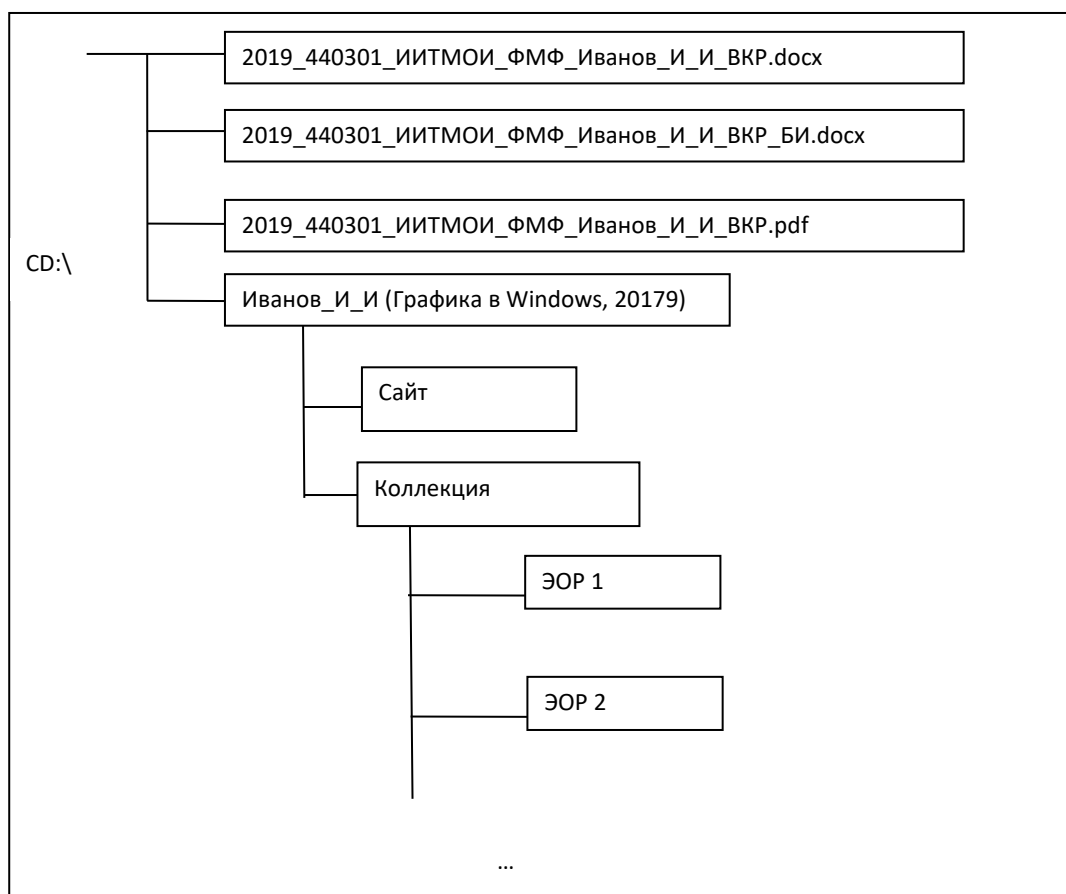 2019_440301_ИИТМОИ_ФМФ_Иванов_И_И_ВКР.docx
2019_440301_ИИТМОИ_ФМФ_Иванов_И_И_ВКР_БИ.docx
2019_440301_ИИТМОИ_ФМФ_Иванов_И_И_ВКР.pdf
CD:\
Иванов_И_И (Графика в Windows, 20179)
Сайт
Коллекция
ЭОР 1
ЭОР 2
...